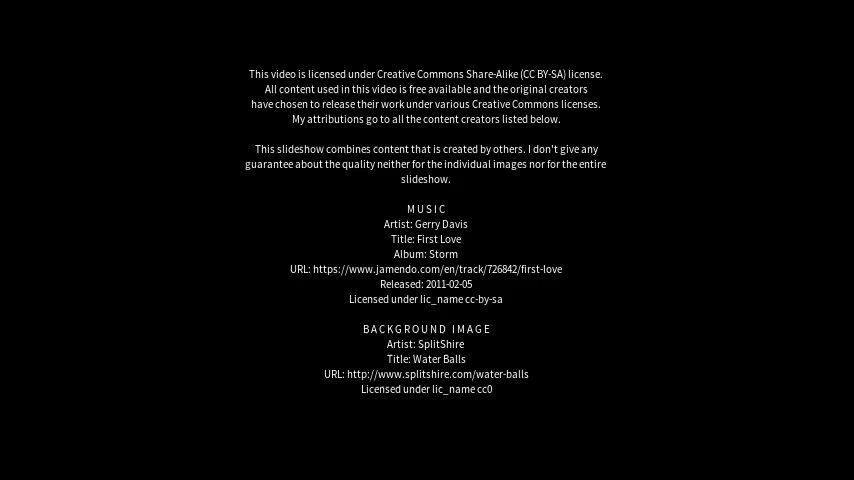 This video is licensed under Creative Commons Share-Alike (CC BY-SA) license.
All content used in this video is free available and the original creators
have chosen to release their work under various Creative Commons licenses.
My attributions go to all the content creators listed below.
This slideshow combines content that is created by others. I don't give any
guarantee about the quality neither for the individual images nor for the entire
slideshow.
MUSIC
Artist: Gerry Davis
Title: First Love
Album: Storm
URL: https://www.jamendo.com/en/track/726842/first-love
Released: 2011-02-05
Licensed under lic_name cc-by-sa
BACKGROUND IMAGE
Artist: SplitShire
Title: Water Balls
URL: http://www.splitshire.com/water-balls
Licensed under lic_name cc0